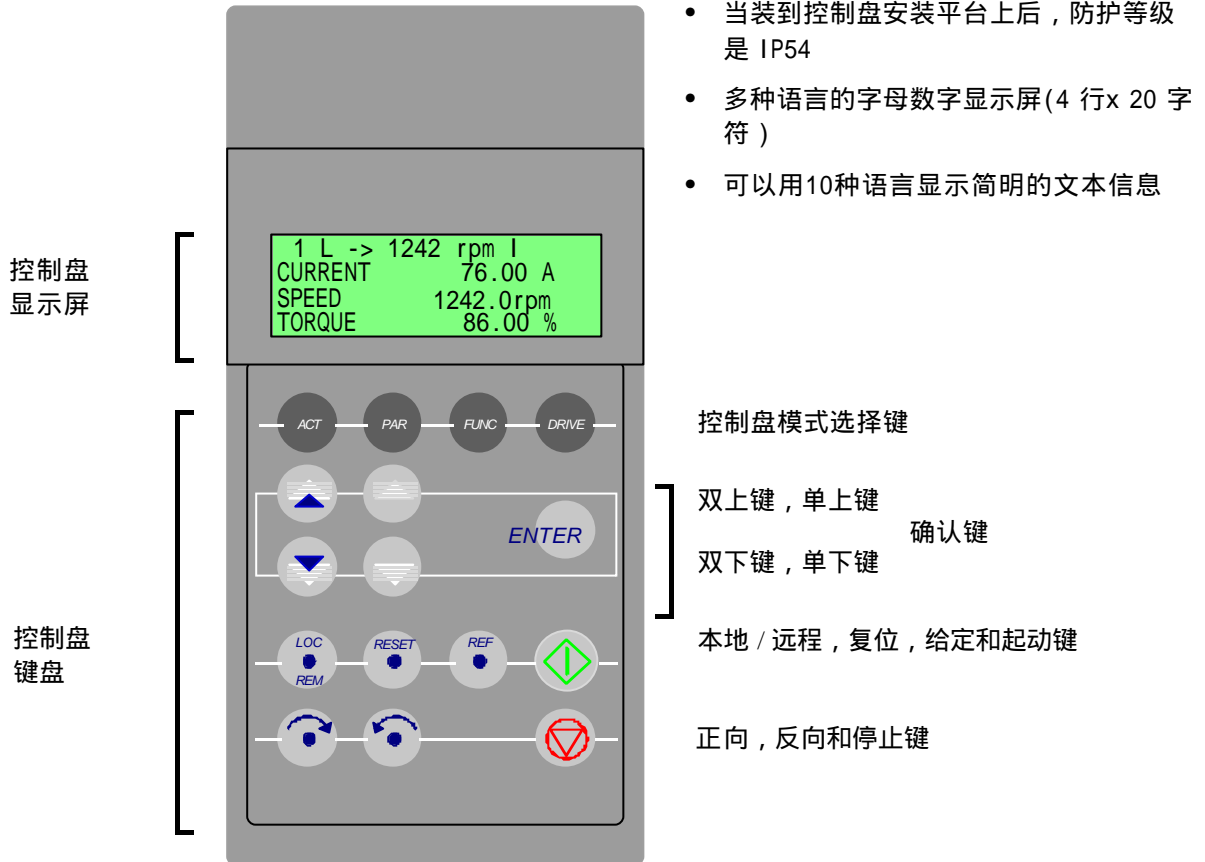 • 当装到控制盘安装平台上后，防护等级
是 IP54
• 多种语言的字母数字显示屏(4 行x 20 字
符）
• 可以用10种语言显示简明的文本信息
控制盘
显示屏
1 L -> 1242 rpm I
CURRENT 76.00 A
SPEED 1242.0rpm
TORQUE 86.00 %
ACT PAR FUNC DRIVE
控制盘模式选择键
双上键，单上键
ENTER
确认键
双下键，单下键
控制盘
键盘
LOC
REM
RESET
REF
本地 / 远程，复位，给定和起动键
正向，反向和停止键